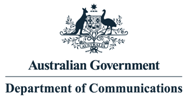 Australian Government
Department of Communications